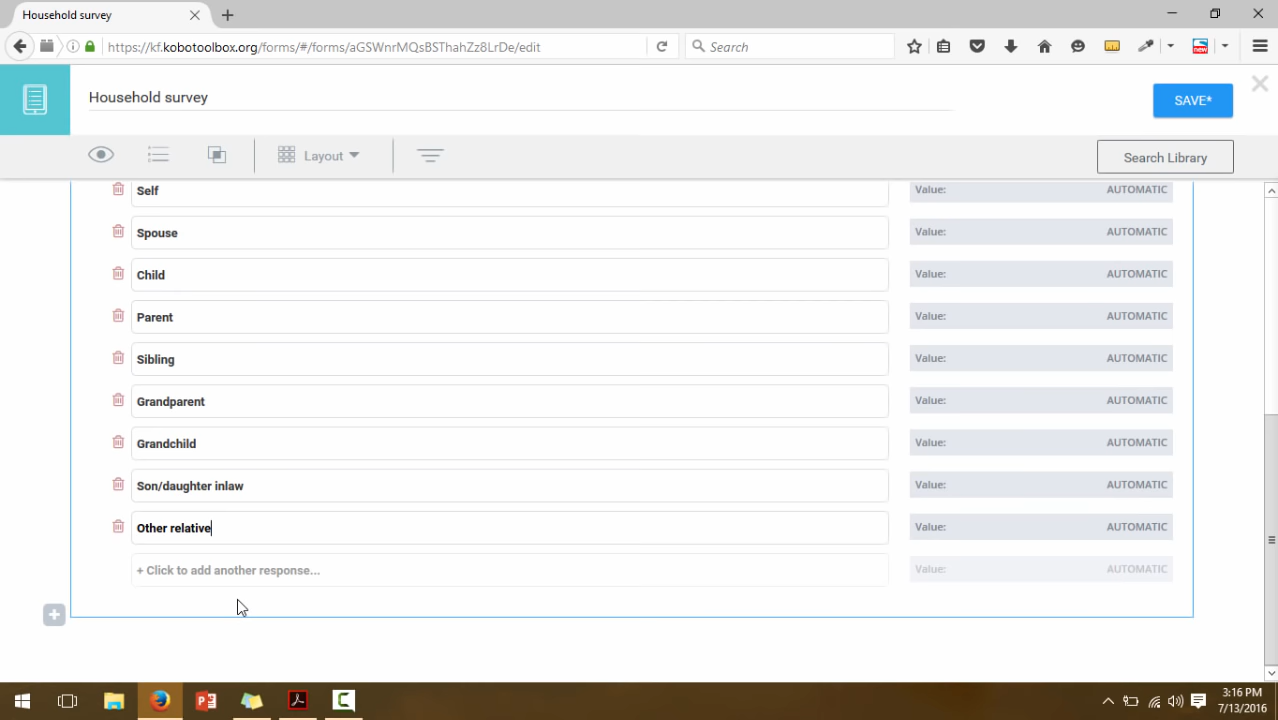 Household survey
https://kf.kobotoolbox.org/forms/#/forms/aGSWnrMQsBSThahZz8LrDe/edit
Search
new
Household survey
SAVE*
Layout
Search Library
Self Value: AUTOMATIC
Spouse Value: AUTOMATIC
Child Value: AUTOMATIC
Parent Value: AUTOMATIC
Sibling Value: AUTOMATIC
Grandparent Value: AUTOMATIC
Grandchild Value: AUTOMATIC
Son/daughter inlaw Value: AUTOMATIC
Other relative Value: AUTOMATIC
+ Click to add another response... Value: AUTOMATIC
3:16 PM
7/13/2016